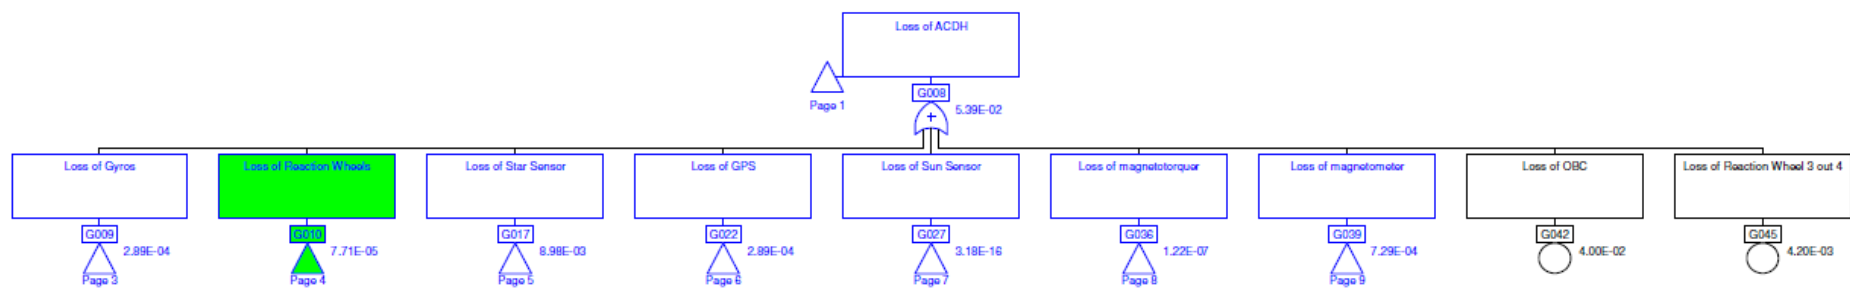 Loss of ACDH
Page 1
G008
5.39E-02
+
Loss of Gyros
Loss of Reaction Wheels
Loss of Star Sensor
Loss of GPS
Loss of Sun Sensor
Loss of magnetotorquer
Loss of magnetometer
Loss of OBC
Loss of Reaction Wheel 3 out 4
G009
2.89E-04
Page 3
G010
7.71E-05
Page 4
G017
8.98E-03
Page 5
G022
2.89E-04
Page 6
G027
3.18E-16
Page 7
G036
1.22E-07
Page 8
G039
7.29E-04
Page 9
G042
4.00E-02
G045
4.20E-03